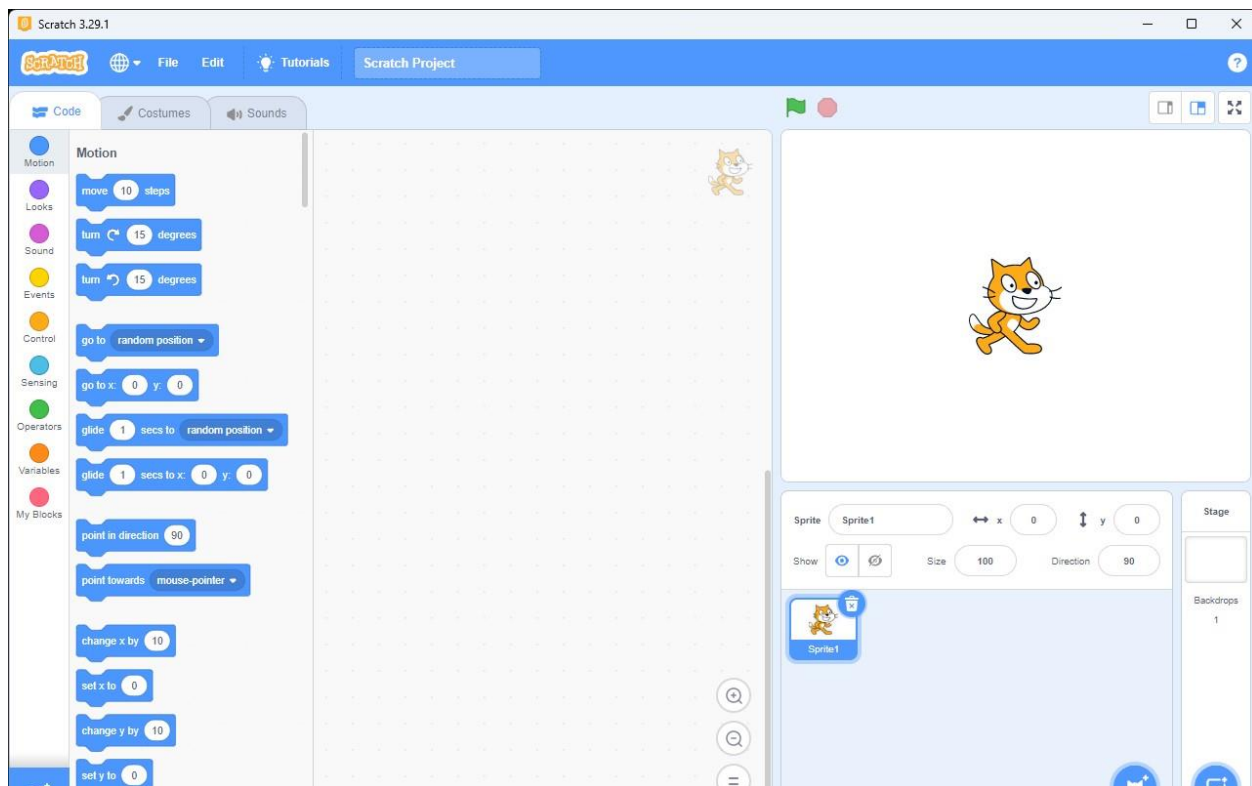 Scratch 3.29.1
SCRATCH File Edit Tutorials Scratch Project
Code Costumes Sounds
Motion
Looks
Sound
Events
Control
Sensing
Operators
Variables
My Blocks
Motion
move 10 steps
turn 15 degrees
turn 15 degrees
go to random position
go to x: 0 y: 0
glide 1 secs to random position
glide 1 secs to x: 0 y: 0
point in direction 90
point towards mouse-pointer
change x by 10
set x to 0
change y by 10
set y to 0
Sprite Sprite1 x 0 y 0
Show Size 100 Direction 90
Sprite1
Stage
Backdrops
1